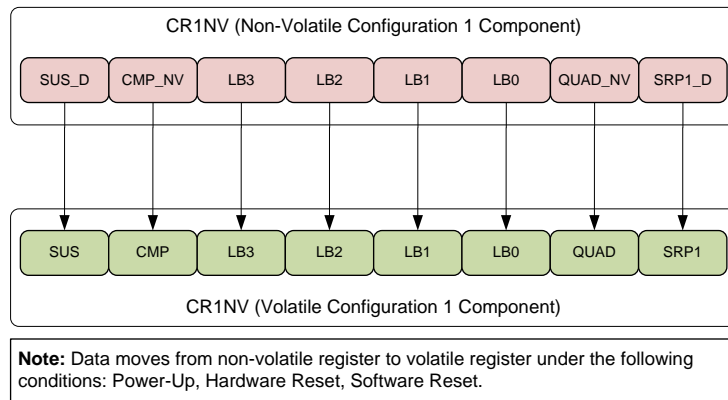 CR1NV (Non-Volatile Configuration 1 Component)
SUS_D CMP_NV LB3 LB2 LB1 LB0 QUAD_NV SRP1_D
SUS CMP LB3 LB2 LB1 LB0 QUAD SRP1
CR1NV (Volatile Configuration 1 Component)
Note: Data moves from non-volatile register to volatile register under the following
conditions: Power-Up, Hardware Reset, Software Reset.